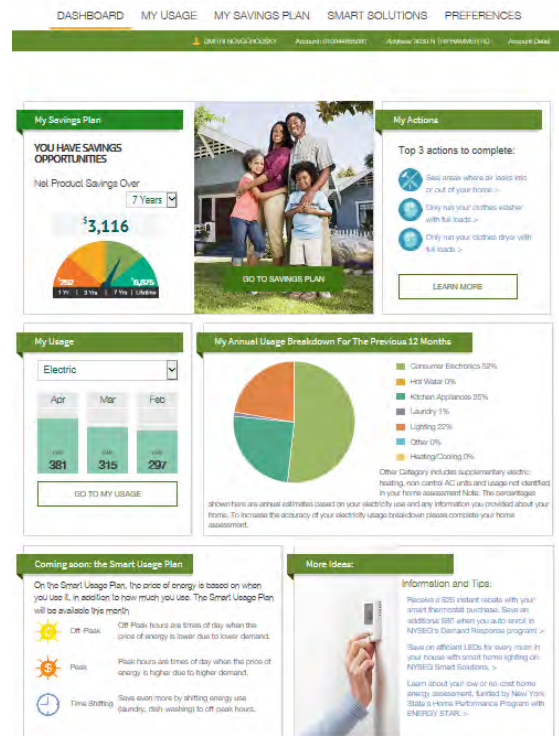 DASHBOARD MY USAGE MY SAVINGS PLAN SMART SOLUTIONS PREFERENCES
Account:
Address:
My Savings Plan
YOU HAVE SAVINGS
OPPORTUNITIES
Net Product Savings Over
7 Years
$3,116
1 Yr | 3 Yrs | 7 Yrs | Lifetime
GO TO SAVINGS PLAN
My Actions
Top 3 actions to complete:
Seal areas where air leaks into
or out of your home >
Only run your clothes washer
with full loads >
Only run your clothes dryer with
full loads >
LEARN MORE
My Usage
Electric
Apr Mar Feb
kWh kWh kWh
381 315 297
GO TO MY USAGE
My Annual Usage Breakdown For The Previous 12 Months
Consumer Electronics 52%
Hot Water 0%
Kitchen Appliances 25%
Laundry 1%
Lighting 22%
Other 0%
Heating/Cooling 0%
Other Category includes supplementary electric
heating, non central AC units and usage not identified
in your home assessment Note: The percentages
shown here are annual estimates based on your electricity use and any information you provided about your
home. To increase the accuracy of your electricity usage breakdown please complete your home
assessment.
Coming soon: the Smart Usage Plan
On the Smart Usage Plan, the price of energy is based on when
you use it, in addition to how much you use. The Smart Usage Plan
will be available this month
Off-Peak
Off-Peak hours are times of day when the
price of energy is lower due to lower demand.
Peak
Peak hours are times of day when the price of
energy is higher due to higher demand.
Time Shifting
Save even more by shifting energy use
(laundry, dish washing) to off peak hours.
More Ideas:
Information and Tips:
Receive a $25 instant rebate with your
smart thermostat purchase. Save an
additional $85 when you auto-enroll in
NYSEG's Demand Response program! >
Save on efficient LEDs for every room in
your house with smart home lighting on
NYSEG Smart Solutions. >
Learn about your low or no-cost home
energy assessment, funded by New York
State's Home Performance Program with
ENERGY STAR. >